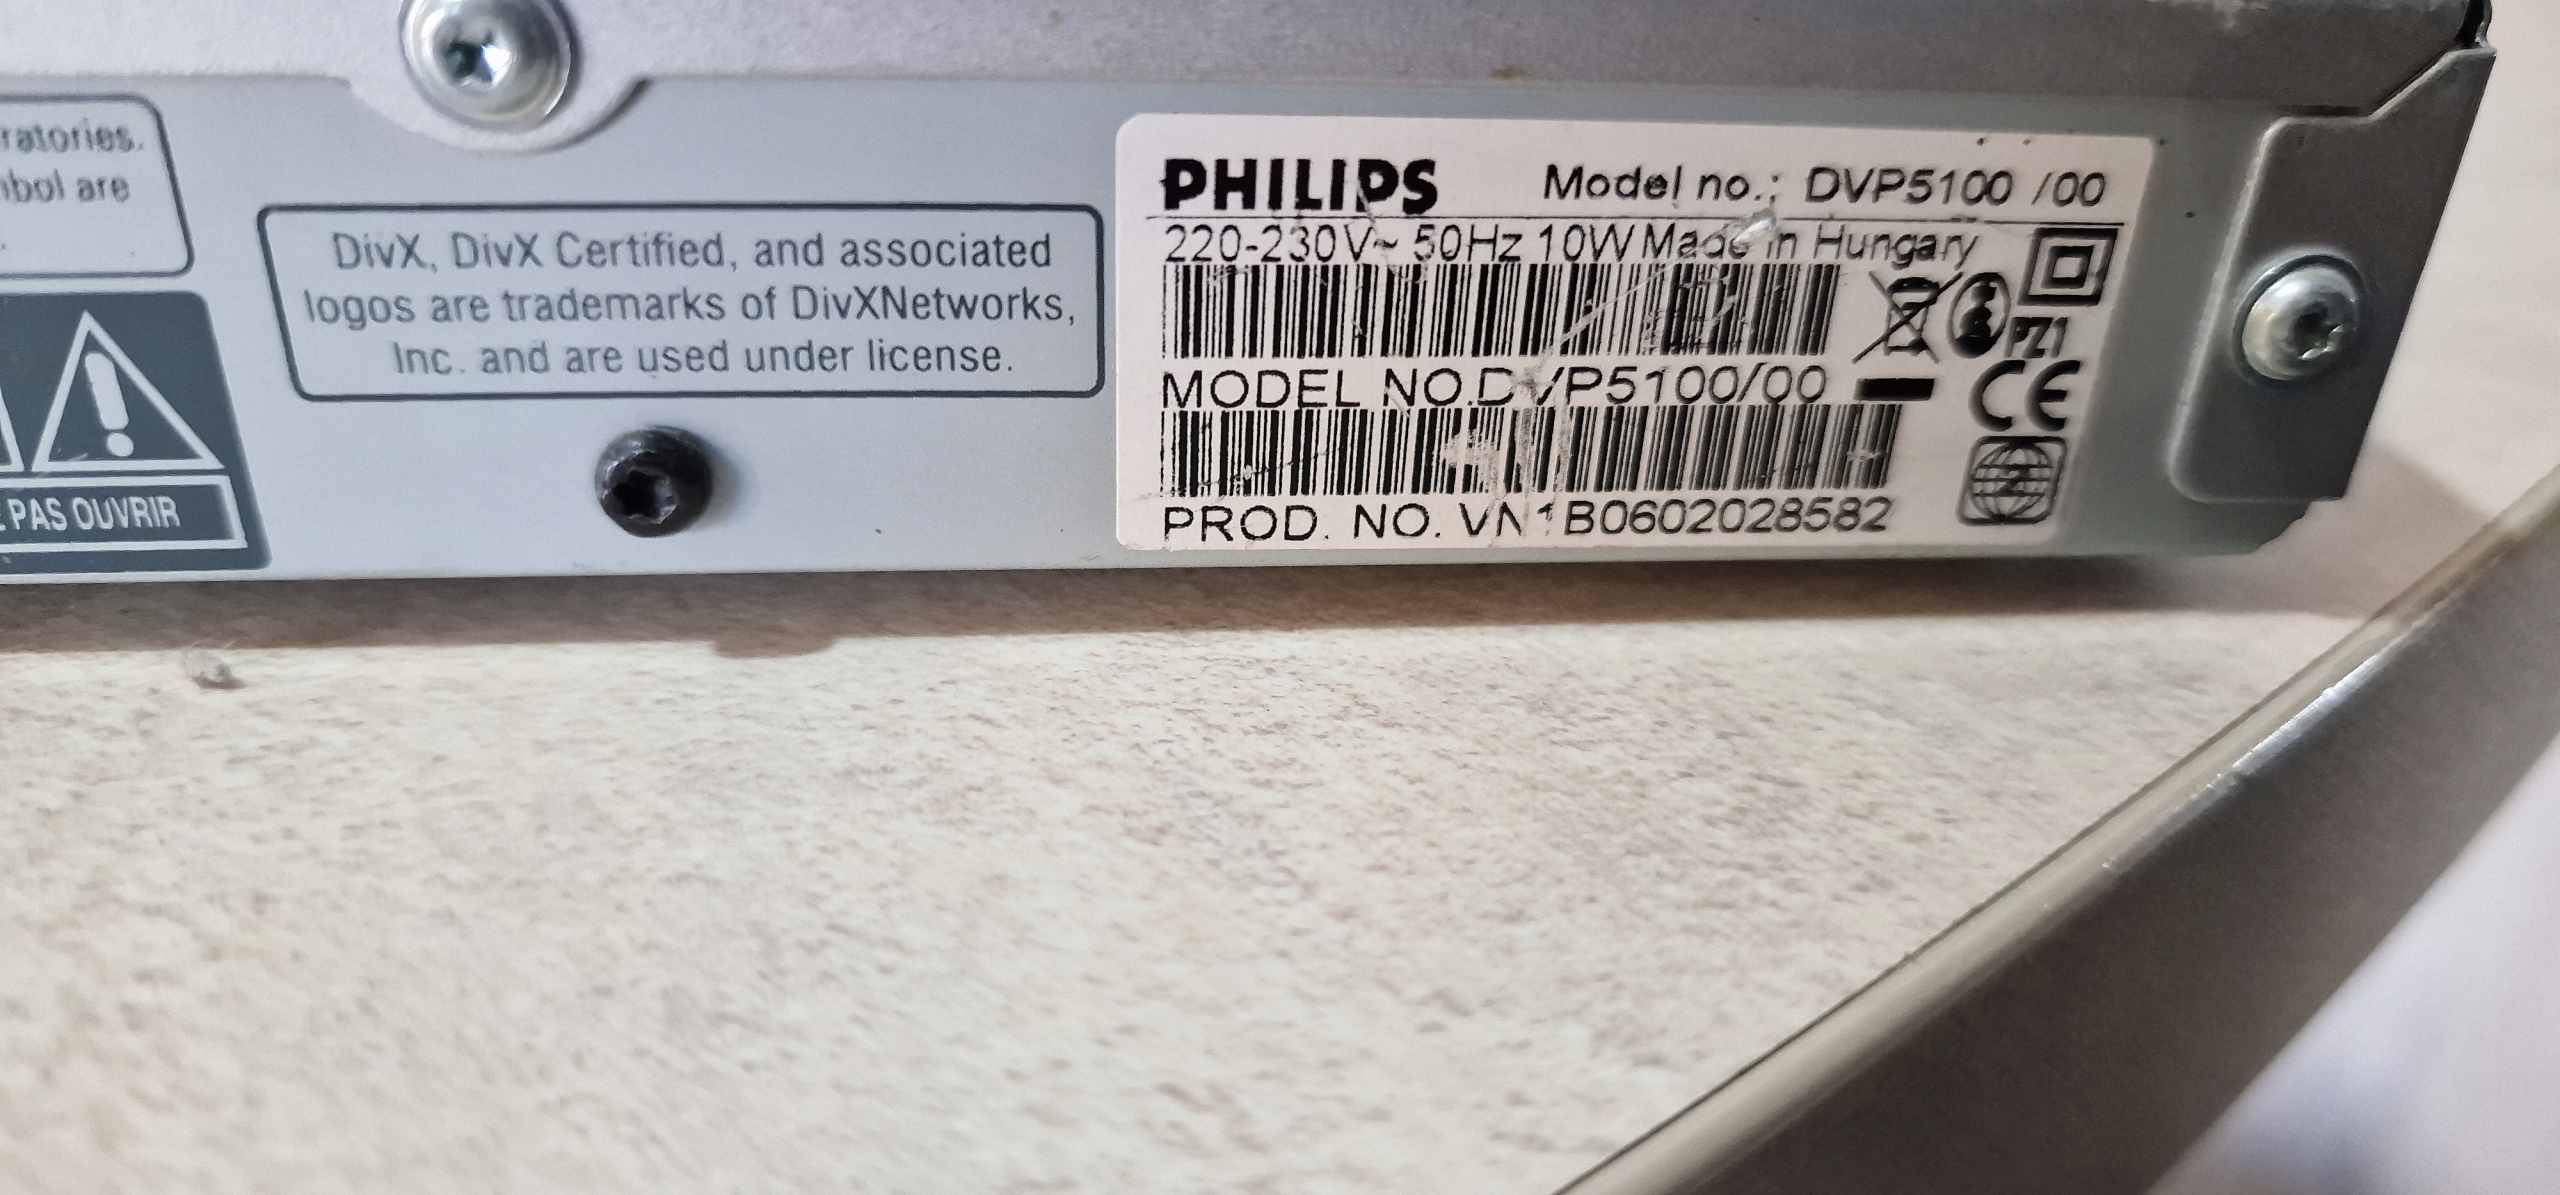 ratories.
bol are
DivX, DivX Certified, and associated
logos are trademarks of DivXNetworks,
Inc. and are used under license.
PAS OUVRIR
PHILIPS Model no.: DVP5100 /00
220-230V~ 50Hz 10W Made in Hungary
PZ1
MODEL NO.DVP5100/00
CE
PROD. NO. VN1B0602028582